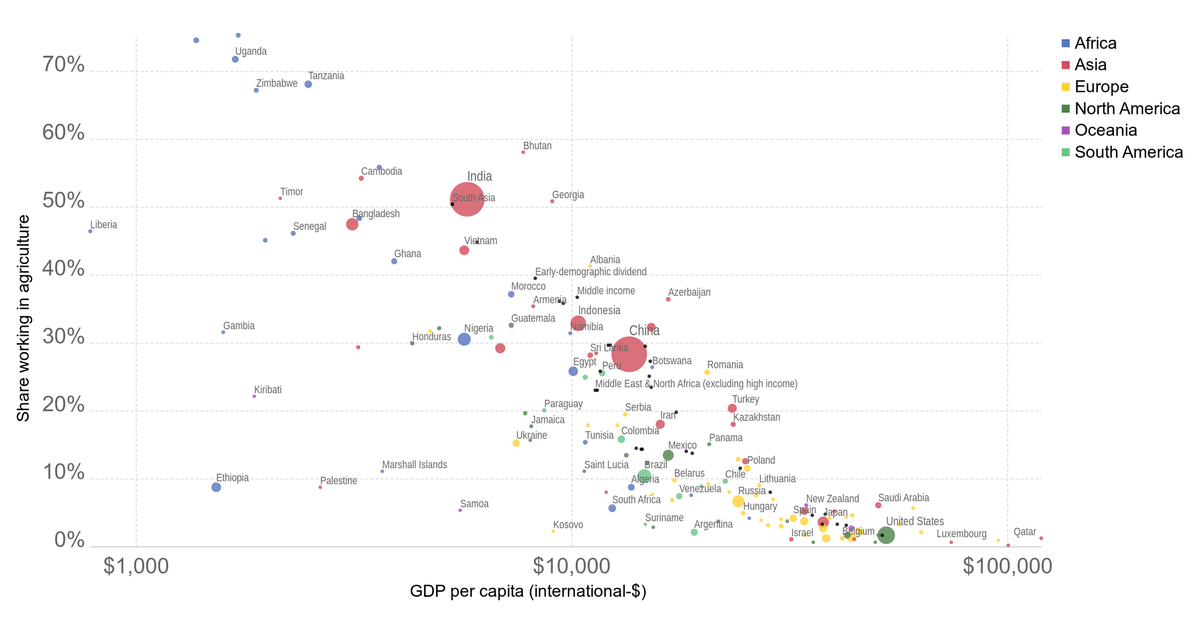 Africa
Asia
Europe
North America
Oceania
South America
70%
60%
50%
40%
30%
20%
10%
0%
Share working in agriculture
Uganda
Zimbabwe
Tanzania
Bhutan
Cambodia
India
Timor
South Asia
Georgia
Bangladesh
Liberia
Senegal
Vietnam
Ghana
Albania
Early-demographic dividend
Morocco
Middle income
Azerbaijan
Armenia
Indonesia
Guatemala
Gambia
Nigeria
Namibia
China
Honduras
Sri Lanka
Egypt
Peru
Botswana
Romania
Middle East & North Africa (excluding high income)
Kiribati
Paraguay
Serbia
Turkey
Jamaica
Iran
Kazakhstan
Ukraine
Tunisia
Colombia
Panama
Mexico
Marshall Islands
Saint Lucia
Brazil
Poland
Ethiopia
Palestine
Algeria
Belarus
Chile
Lithuania
Venezuela
Russia
Samoa
South Africa
New Zealand
Saudi Arabia
Hungary
Spain
Japan
Kosovo
Suriname
Argentina
United States
Israel
Belgium
Luxembourg
Qatar
$1,000
$10,000
$100,000
GDP per capita (international-$)